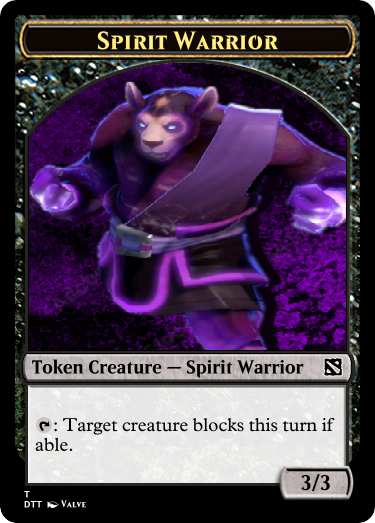 Spirit Warrior
Token Creature — Spirit Warrior
: Target creature blocks this turn if
able.
3/3
T
DTT Valve